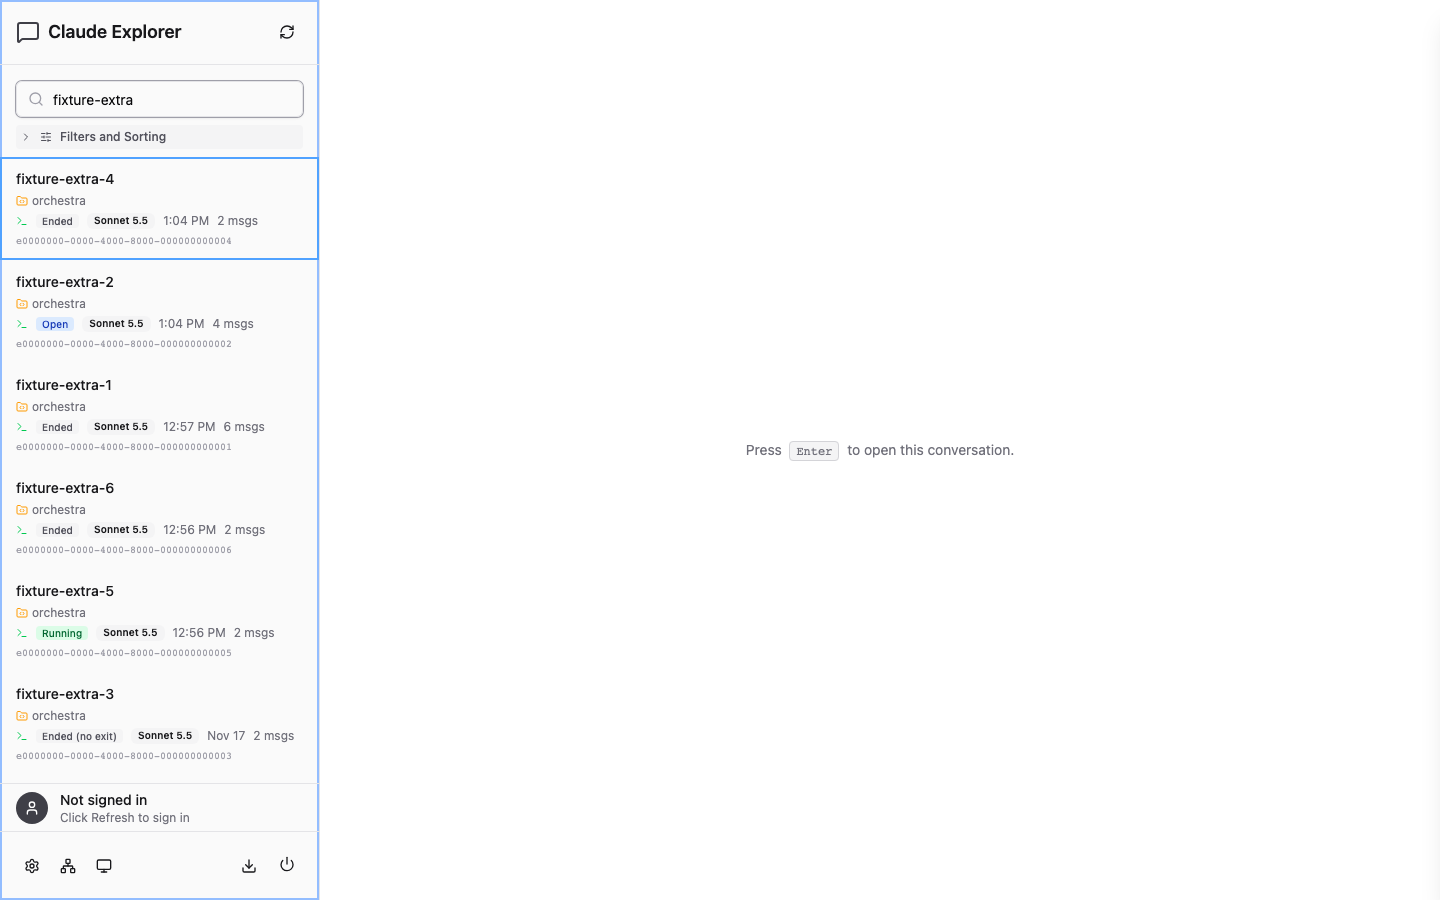 Claude Explorer
fixture-extra
Filters and Sorting
fixture-extra-4
orchestra
Ended Sonnet 5.5 1:04 PM 2 msgs
e0000000-0000-4000-8000-000000000004
fixture-extra-2
orchestra
Open Sonnet 5.5 1:04 PM 4 msgs
e0000000-0000-4000-8000-000000000002
fixture-extra-1
orchestra
Ended Sonnet 5.5 12:57 PM 6 msgs
e0000000-0000-4000-8000-000000000001
fixture-extra-6
orchestra
Ended Sonnet 5.5 12:56 PM 2 msgs
e0000000-0000-4000-8000-000000000006
fixture-extra-5
orchestra
Running Sonnet 5.5 12:56 PM 2 msgs
e0000000-0000-4000-8000-000000000005
fixture-extra-3
orchestra
Ended (no exit) Sonnet 5.5 Nov 17 2 msgs
e0000000-0000-4000-8000-000000000003
Not signed in
Click Refresh to sign in
Press Enter to open this conversation.